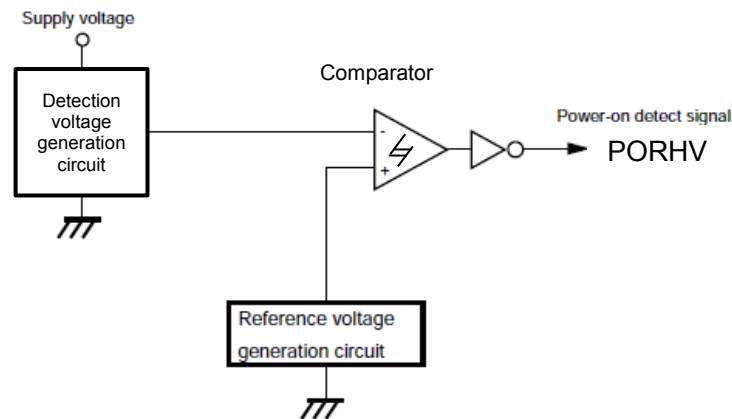 Supply voltage
Detection
voltage
generation
circuit
Comparator
-
+
Power-on detect signal
PORHV
Reference voltage
generation circuit